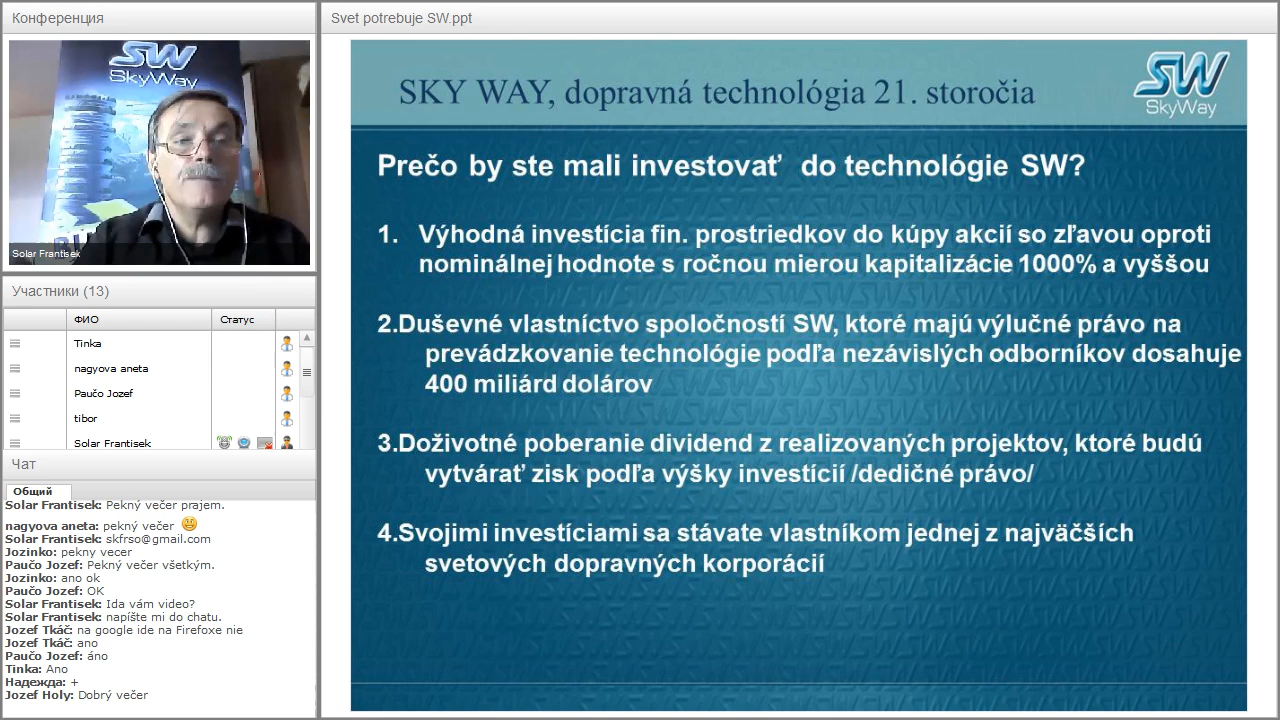 Конференция
SW
SkyWay
Solar Frantisek
Участники (13)
ФИО
Статус
Tinka
nagyova aneta
Paučo Jozef
tibor
Solar Frantisek
Чат
Общий
Solar Frantisek: Pekný večer prajem.
nagyova aneta: pekný večer
Solar Frantisek: skfrso@gmail.com
Jozinko: pekny vecer
Paučo Jozef: Pekný večer všetkým.
Jozinko: ano ok
Paučo Jozef: OK
Solar Frantisek: Ida vám video?
Solar Frantisek: napíšte mi do chatu.
Jozef Tkáč: na google ide na Firefoxe nie
Jozef Tkáč: ano
Paučo Jozef: áno
Tinka: Ano
Надежда: +
Jozef Holy: Dobrý večer
Svet potrebuje SW.ppt
SKY WAY, dopravná technológia 21. storočia
SW
SkyWay
Prečo by ste mali investovať do technológie SW?
1. Výhodná investícia fin. prostriedkov do kúpy akcií so zľavou oproti
nominálnej hodnote s ročnou mierou kapitalizácie 1000% a vyššou
2.Duševné vlastníctvo spoločností SW, ktoré majú výlučné právo na
prevádzkovanie technológie podľa nezávislých odborníkov dosahuje
400 miliárd dolárov
3.Doživotné poberanie dividend z realizovaných projektov, ktoré budú
vytvárať zisk podľa výšky investícií /dedičné právo/
4.Svojimi investíciami sa stávate vlastníkom jednej z najväčších
svetových dopravných korporácií